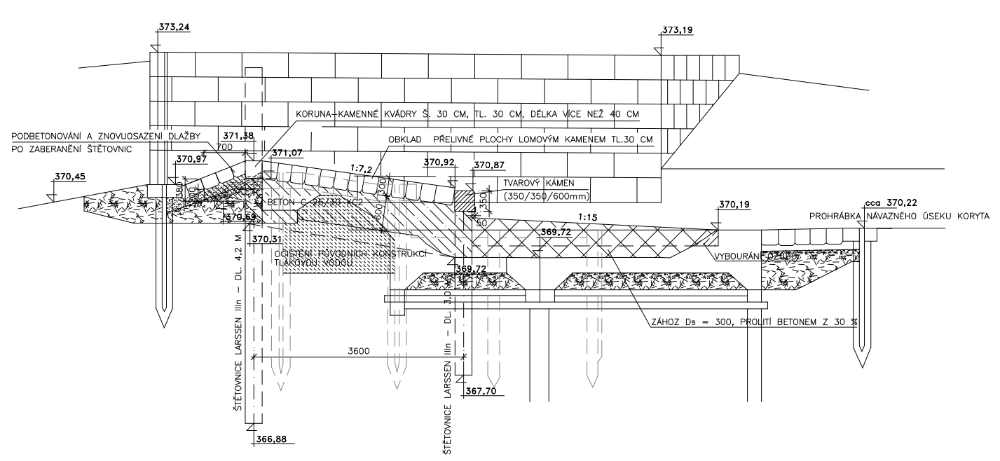 373,24
373,19
KORUNA-KAMENNÉ KVÁDRY Š. 30 CM, TL. 30 CM, DÉLKA VÍCE NEŽ 40 CM
PODBETONOVÁNÍ A ZNOVUOSAZENÍ DLAŽBY
PO ZABERANĚNÍ ŠTĚTOVNIC
371,38
OBKLAD PŘELIVNÉ PLOCHY LOMOVÝM KAMENEM TL.30 CM
700
371,07
370,97
370,92
370,87
1:7,2
370,45
TVAROVÝ KÁMEN
(350/350/600mm)
380
300
350
BETON C 25/30 XC2
600
370,69
50
1:15
370,19
cca 370,22
PROHRÁBKA NÁVAZNÉHO ÚSEKU KORYTA
370,31
369,72
OČIŠTĚNÍ PŮVODNÍCH KONSTRUKCÍ
TLAKOVOU VODOU
VYBOURÁNÍ
369,72
ŠTĚTOVNICE LARSSEN IIIn - DL. 4,2 M
ŠTĚTOVNICE LARSSEN IIIn - DL. 3,0
ZÁHOZ Ds = 300, PROLITÍ BETONEM Z 30 %
3600
367,70
366,88